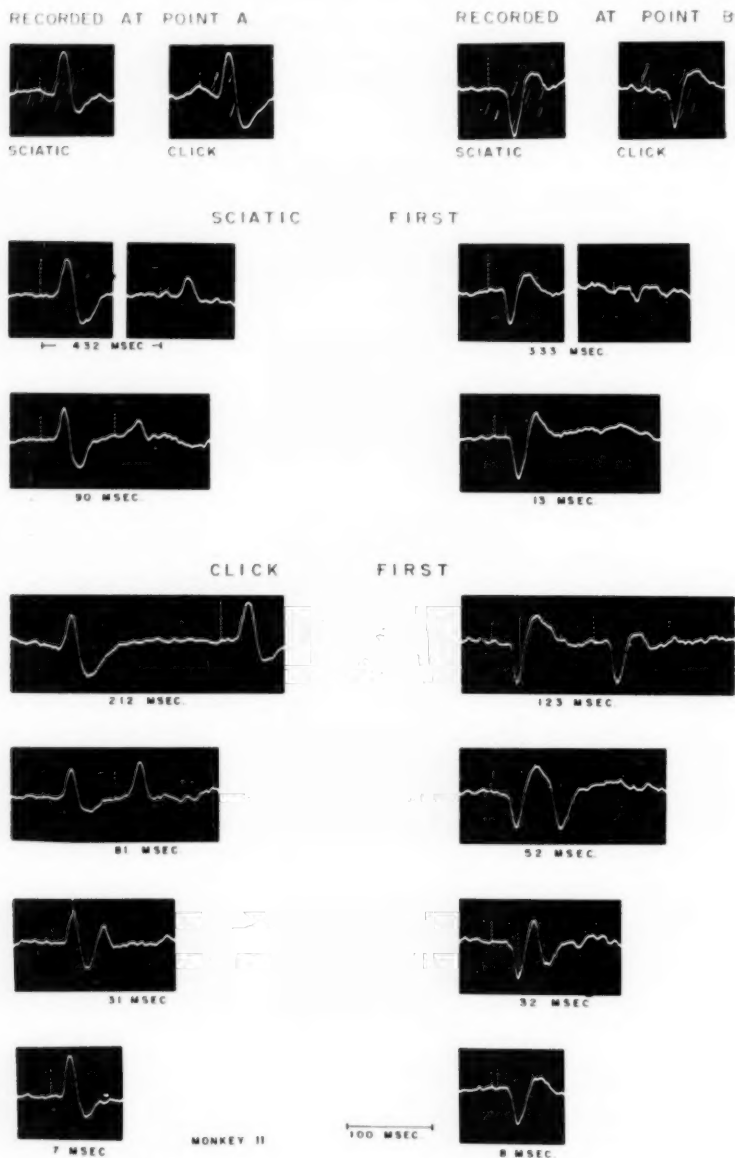 RECORDED AT POINT A
RECORDED AT POINT B
SCIATIC
CLICK
SCIATIC
CLICK
SCIATIC FIRST
432 MSEC
333 MSEC.
90 MSEC.
13 MSEC.
CLICK FIRST
212 MSEC.
123 MSEC.
81 MSEC.
52 MSEC.
31 MSEC
32 MSEC
7 MSEC.
MONKEY 11
100 MSEC.
8 MSEC.